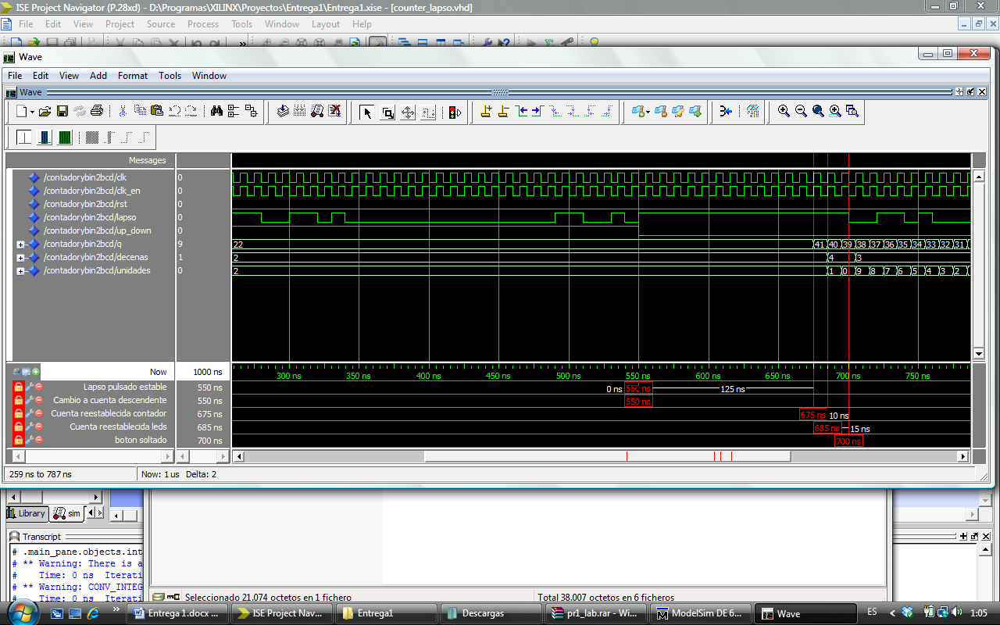 ISE Project Navigator (P.28xd) - D:\Programas\XILINX\Proyectos\Entrega1\Entrega1.xise - [counter_lapso.vhd]
File Edit View Project Source Process Tools Window Layout Help
Wave
File Edit View Add Format Tools Window
Wave
Messages
/contadorybin2bcd/clk 0
/contadorybin2bcd/clk_en 0
/contadorybin2bcd/rst 0
/contadorybin2bcd/lapso 0
/contadorybin2bcd/up_down 0
/contadorybin2bcd/q 9 22 41 40 39 38 37 36 35 34 33 32 31
/contadorybin2bcd/decenas 1 2 4 3
/contadorybin2bcd/unidades 0 2 1 0 9 8 7 6 5 4 3 2
Now 1000 ns
300 ns 350 ns 400 ns 450 ns 500 ns 550 ns 600 ns 650 ns 700 ns 750 ns
Lapso pulsado estable 550 ns 0 ns 550 ns 125 ns
Cambio a cuenta descendente 550 ns 550 ns
Cuenta reestablecida contador 675 ns 675 ns 10 ns
Cuenta reestablecida leds 685 ns 685 ns 15 ns
boton soltado 700 ns 700 ns
259 ns to 787 ns Now: 1 us Delta: 2
Library sim
Transcript
# .main_pane.objects.int
# ** Warning: There is a
# Time: 0 ns Iterati
# ** Warning: CONV_INTEG
# Time: 0 ns Iterati
Seleccionado 21.074 octetos en 1 fichero Total 38.007 octetos en 6 ficheros
Entrega 1.docx ... ISE Project Nav... Entrega1 Descargas pr1_lab.rar - Wi... ModelSim DE 6... Wave ES 1:05